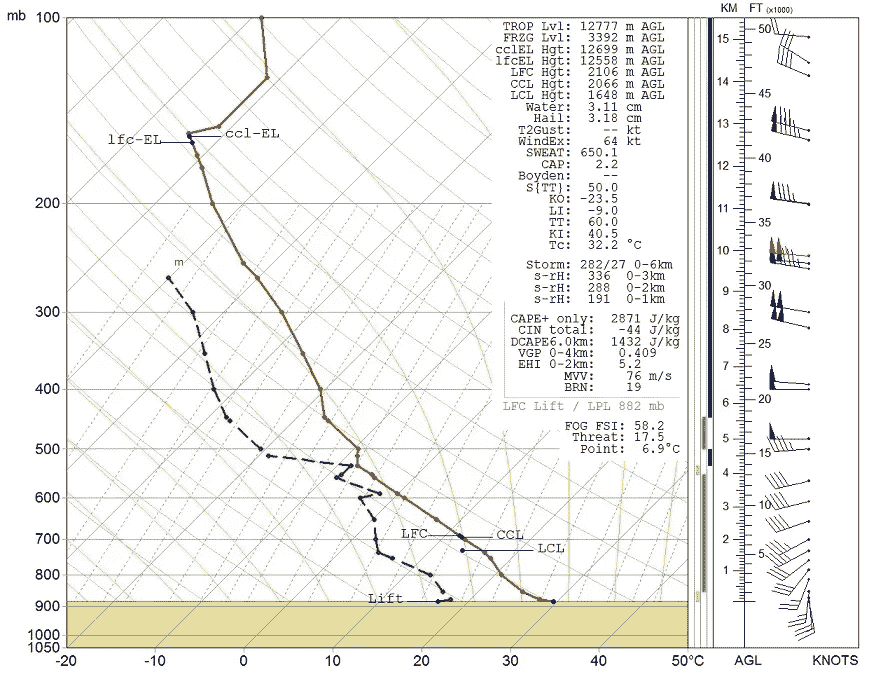 mb
100
200
300
400
500
600
700
800
900
1000
1050
-20 -10 0 10 20 30 40 50°C
lfc-EL
ccl-EL
m
LFC
CCL
LCL
Lift
TROP Lvl: 12777 m AGL
FRZG Lvl: 3392 m AGL
cclEL Hgt: 12699 m AGL
lfcEL Hgt: 12558 m AGL
LFC Hgt: 2106 m AGL
CCL Hgt: 2066 m AGL
LCL Hgt: 1648 m AGL
Water: 3.11 cm
Hail: 3.18 cm
T2Gust: -- kt
WindEx: 64 kt
SWEAT: 650.1
CAP: 2.2
Boyden: --
S{TT}: 50.0
KO: -23.5
LI: -9.0
TT: 60.0
KI: 40.5
Tc: 32.2 °C
Storm: 282/27 0-6km
s-rH: 336 0-3km
s-rH: 288 0-2km
s-rH: 191 0-1km
CAPE+ only: 2871 J/kg
CIN total: -44 J/kg
DCAPE6.0km: 1432 J/kg
VGP 0-4km: 0.409
EHI 0-2km: 5.2
MVV: 76 m/s
BRN: 19
LFC Lift / LPL 882 mb
FOG FSI: 58.2
Threat: 17.5
Point: 6.9°C
KM FT (x1000)
15
14
13
12
11
10
9
8
7
6
5
4
3
2
1
50
45
40
35
30
25
20
15
10
5
AGL KNOTS